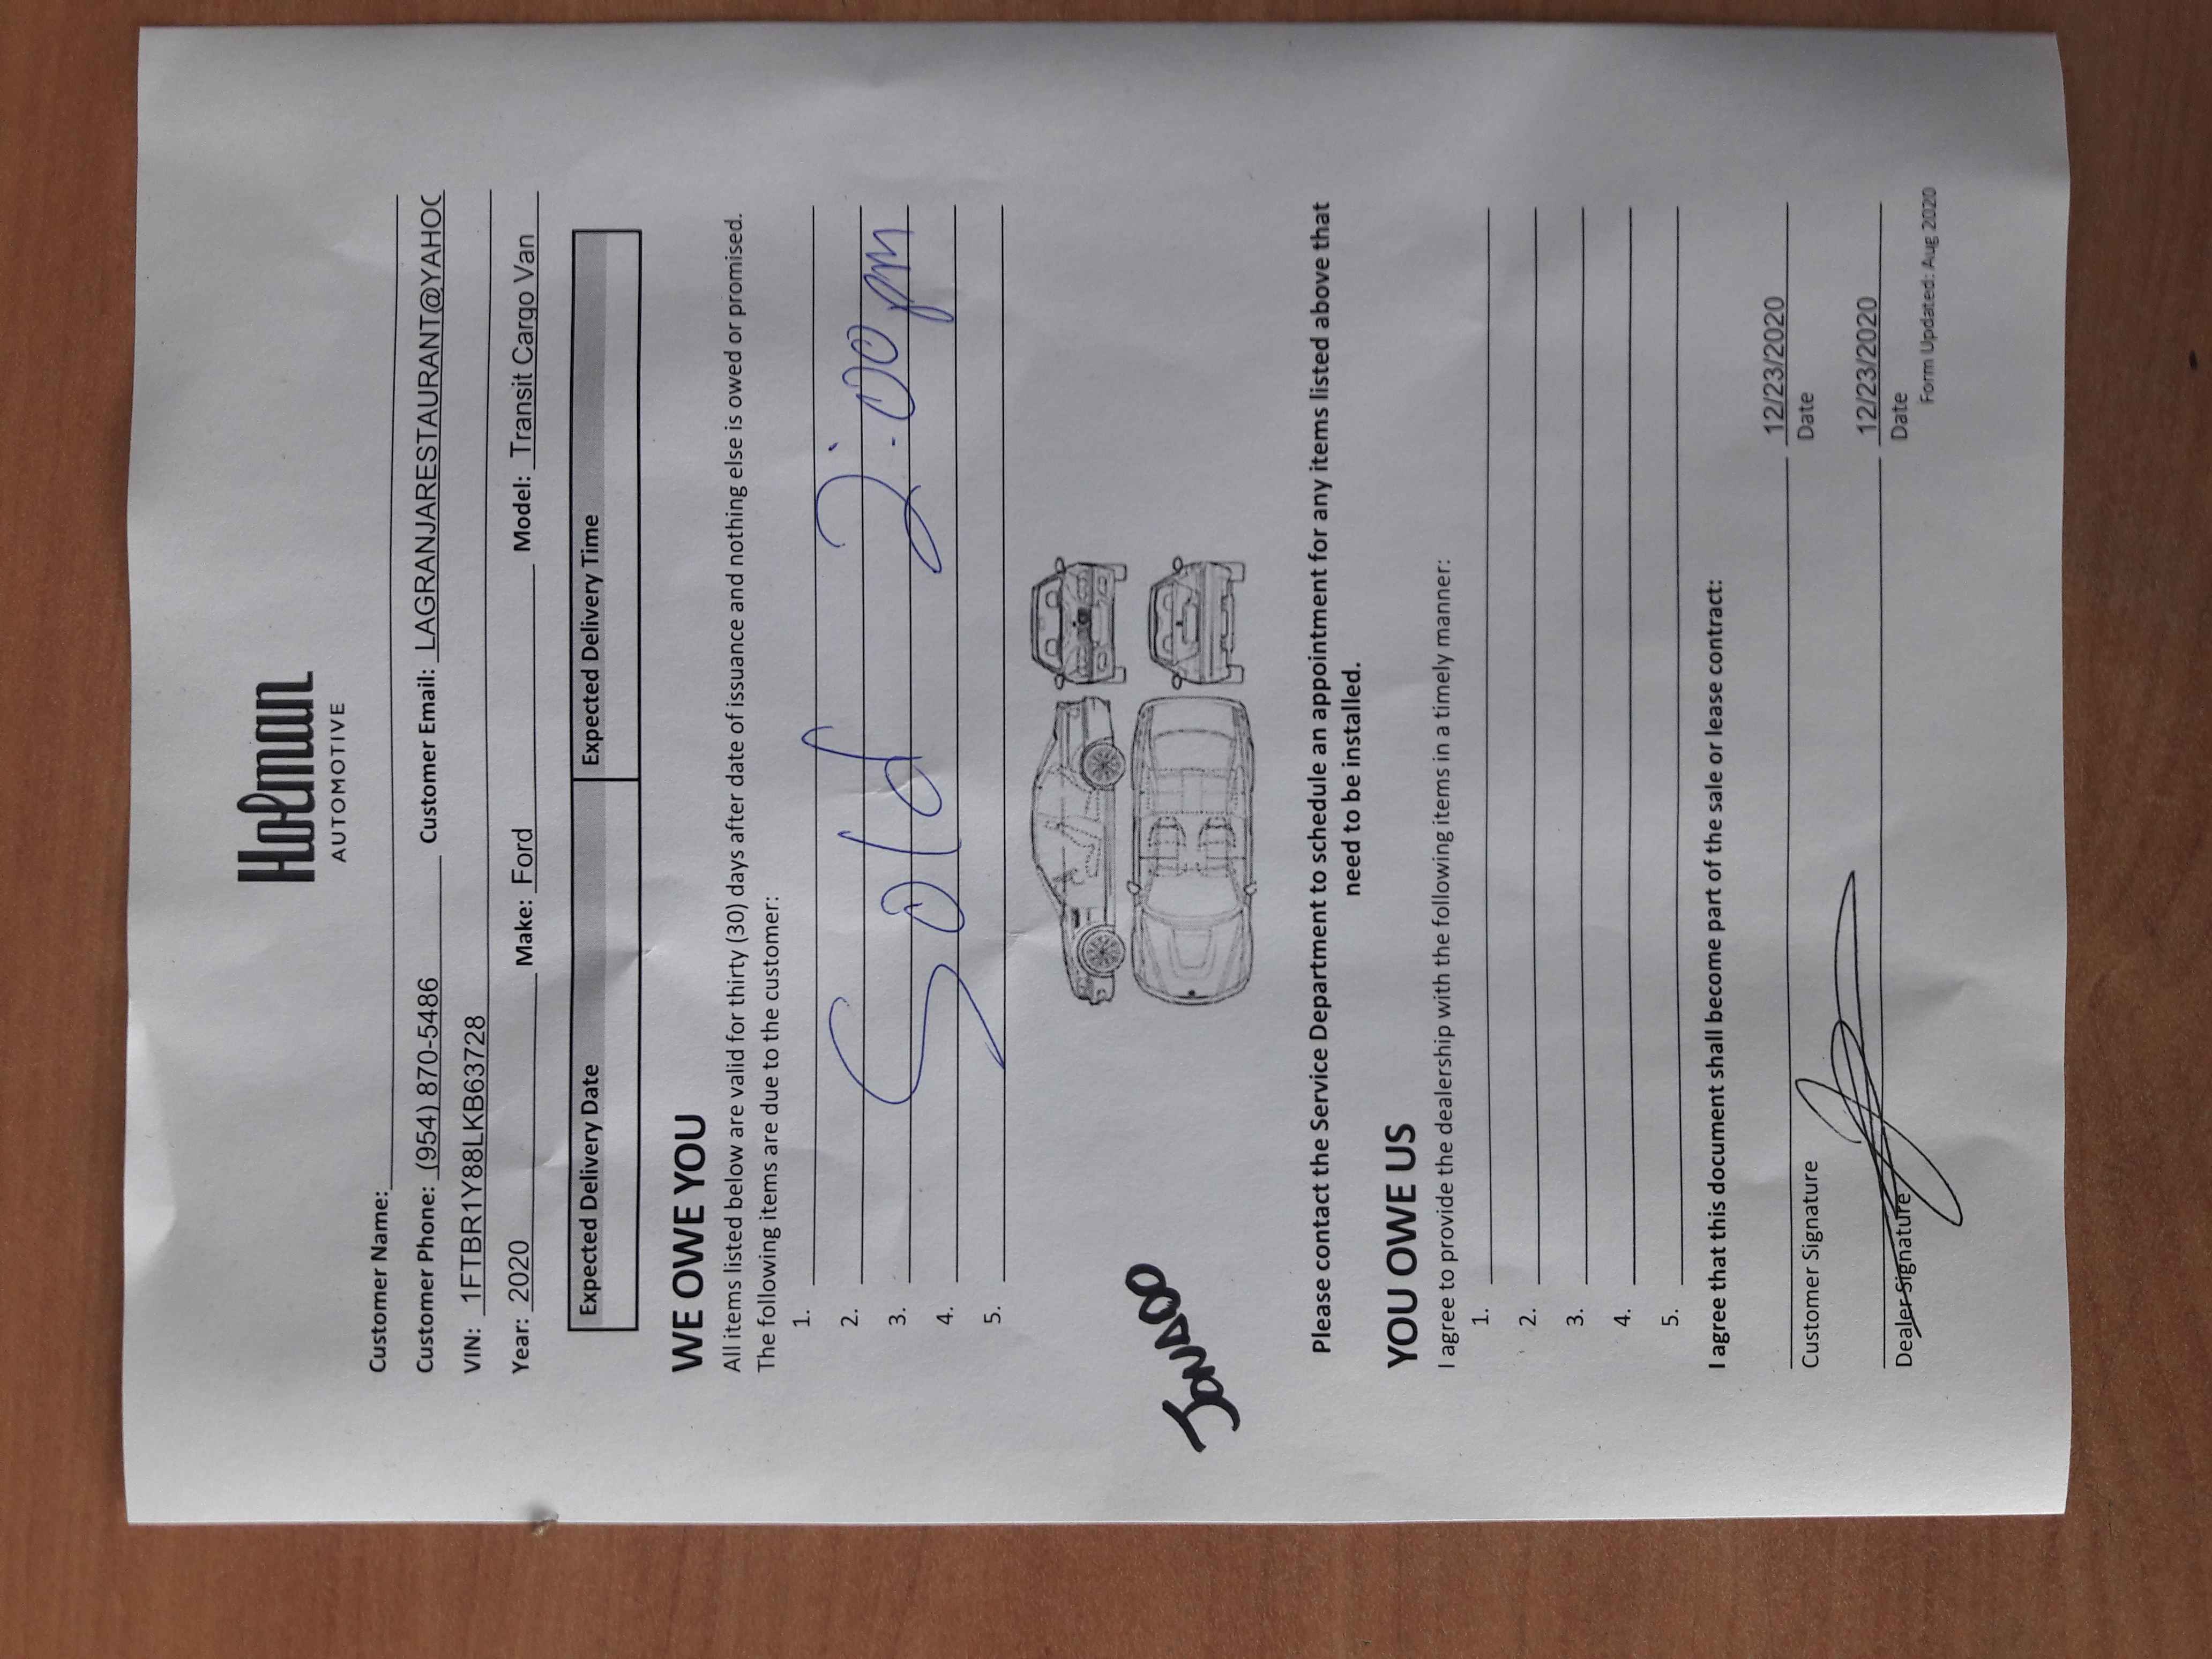 Holman
AUTOMOTIVE
Customer Name:
Customer Phone: (954) 870-5486 Customer Email: LAGRANJARESTAURANT@YAHOC
VIN: 1FTBR1Y88LKB63728
Year: 2020 Make: Ford Model: Transit Cargo Van
Expected Delivery Date Expected Delivery Time
WE OWE YOU
All items listed below are valid for thirty (30) days after date of issuance and nothing else is owed or promised.
The following items are due to the customer:
1.
2.
3. Sold 2:00 pm
4.
5.
JONADO
Please contact the Service Department to schedule an appointment for any items listed above that
need to be installed.
YOU OWE US
I agree to provide the dealership with the following items in a timely manner:
1.
2.
3.
4.
5.
I agree that this document shall become part of the sale or lease contract:
12/23/2020
Customer Signature Date
12/23/2020
Dealer Signature Date
Form Updated: Aug 2020